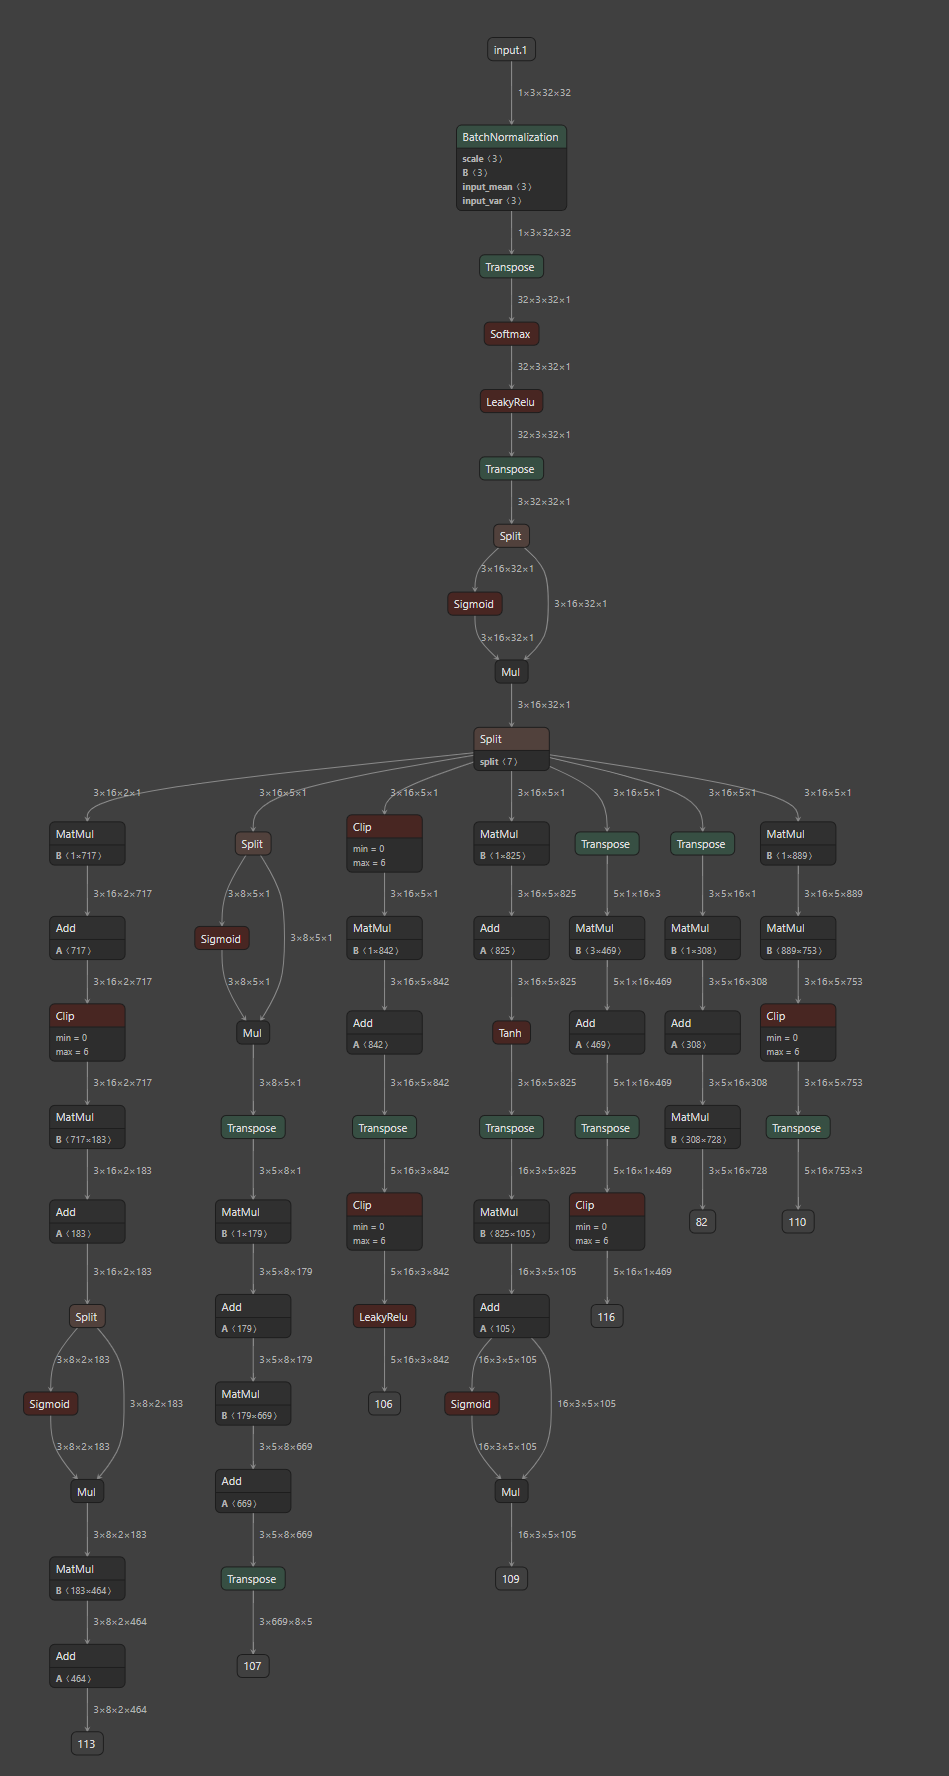 input.1
1×3×32×32
BatchNormalization
scale ⟨3⟩
B ⟨3⟩
input_mean ⟨3⟩
input_var ⟨3⟩
1×3×32×32
Transpose
32×3×32×1
Softmax
32×3×32×1
LeakyRelu
32×3×32×1
Transpose
3×32×32×1
Split
3×16×32×1
Sigmoid
3×16×32×1
3×16×32×1
Mul
3×16×32×1
Split
split ⟨7⟩
3×16×2×1
MatMul
B ⟨1×717⟩
3×16×2×717
Add
A ⟨717⟩
3×16×2×717
Clip
min = 0
max = 6
3×16×2×717
MatMul
B ⟨717×183⟩
3×16×2×183
Add
A ⟨183⟩
3×16×2×183
Split
3×8×2×183
Sigmoid
3×8×2×183
3×8×2×183
Mul
3×8×2×183
MatMul
B ⟨183×464⟩
3×8×2×464
Add
A ⟨464⟩
3×8×2×464
113
3×16×5×1
Split
3×8×5×1
Sigmoid
3×8×5×1
3×8×5×1
Mul
3×8×5×1
Transpose
3×5×8×1
MatMul
B ⟨1×179⟩
3×5×8×179
Add
A ⟨179⟩
3×5×8×179
MatMul
B ⟨179×669⟩
3×5×8×669
Add
A ⟨669⟩
3×5×8×669
Transpose
3×669×8×5
107
3×16×5×1
Clip
min = 0
max = 6
3×16×5×1
MatMul
B ⟨1×842⟩
3×16×5×842
Add
A ⟨842⟩
3×16×5×842
Transpose
5×16×3×842
Clip
min = 0
max = 6
5×16×3×842
LeakyRelu
5×16×3×842
106
3×16×5×1
MatMul
B ⟨1×825⟩
3×16×5×825
Add
A ⟨825⟩
3×16×5×825
Tanh
3×16×5×825
Transpose
16×3×5×825
MatMul
B ⟨825×105⟩
16×3×5×105
Add
A ⟨105⟩
16×3×5×105
Sigmoid
16×3×5×105
16×3×5×105
Mul
16×3×5×105
109
3×16×5×1
Transpose
5×1×16×3
MatMul
B ⟨3×469⟩
5×1×16×469
Add
A ⟨469⟩
5×1×16×469
Transpose
5×16×1×469
Clip
min = 0
max = 6
5×16×1×469
116
3×16×5×1
Transpose
3×5×16×1
MatMul
B ⟨1×308⟩
3×5×16×308
Add
A ⟨308⟩
3×5×16×308
MatMul
B ⟨308×728⟩
3×5×16×728
82
3×16×5×1
MatMul
B ⟨1×889⟩
3×16×5×889
MatMul
B ⟨889×753⟩
3×16×5×753
Clip
min = 0
max = 6
3×16×5×753
Transpose
5×16×753×3
110